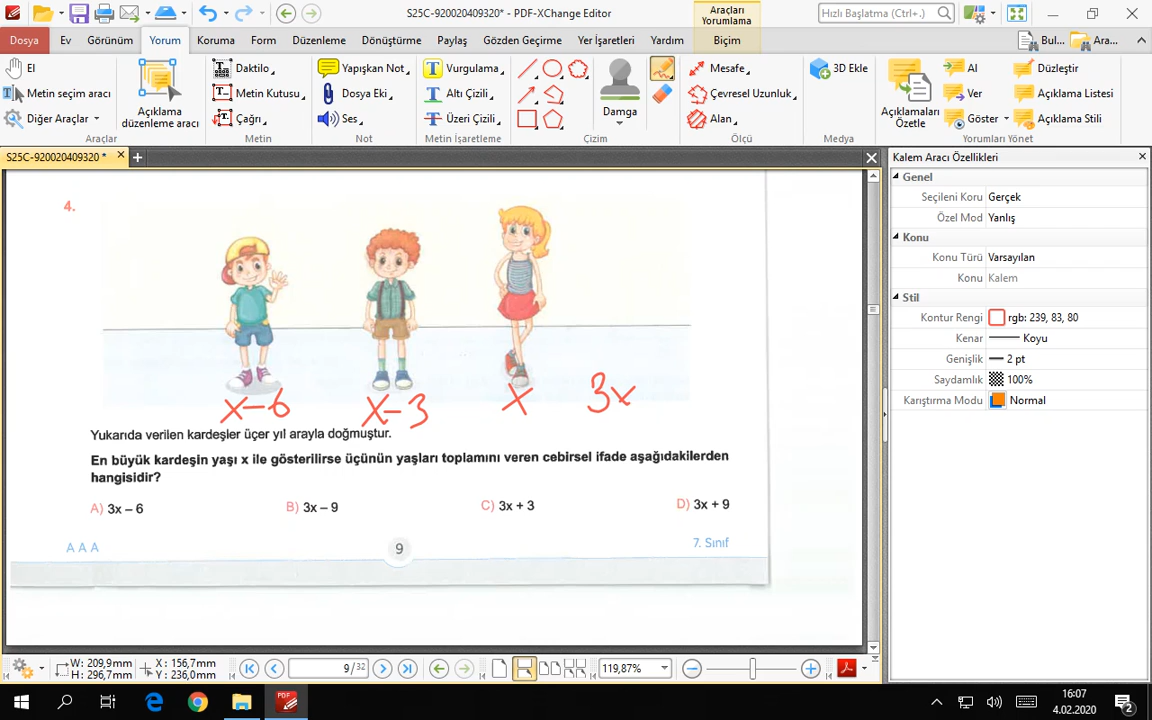 S25C-920020409320* - PDF-XChange Editor
Araçları
Yorumlama
Hızlı Başlatma (Ctrl+.)
Dosya Ev Görünüm Yorum Koruma Form Düzenleme Dönüştürme Paylaş Gözden Geçirme Yer İşaretleri Yardım Biçim Bul... Ara...
El
Metin seçim aracı
Diğer Araçlar
Açıklama
düzenleme aracı
Araçlar
Daktilo
Metin Kutusu
Çağrı
Metin
Yapışkan Not
Dosya Eki
Ses
Not
Vurgulama
Altı Çizili
Üzeri Çizili
Metin İşaretleme
Çizim
Damga
Mesafe
Çevresel Uzunluk
Alan
Ölçü
3D Ekle
Medya
Açıklamaları
Özetle
Al
Ver
Göster
Düzleştir
Açıklama Listesi
Açıklama Stili
Yorumları Yönet
S25C-920020409320 *
4.
x-6 x-3 x 3x
Yukarıda verilen kardeşler üçer yıl arayla doğmuştur.
En büyük kardeşin yaşı x ile gösterilirse üçünün yaşları toplamını veren cebirsel ifade aşağıdakilerden
hangisidir?
A) 3x – 6 B) 3x – 9 C) 3x + 3 D) 3x + 9
A A A 9 7. Sınıf
Kalem Aracı Özellikleri
Genel
Seçileni Koru Gerçek
Özel Mod Yanlış
Konu
Konu Türü Varsayılan
Konu Kalem
Stil
Kontur Rengi rgb: 239, 83, 80
Kenar Koyu
Genişlik 2 pt
Saydamlık 100%
Karıştırma Modu Normal
W: 209,9mm X: 156,7mm
H: 296,7mm Y: 236,0mm
9 /32
119,87%
16:07
4.02.2020
2